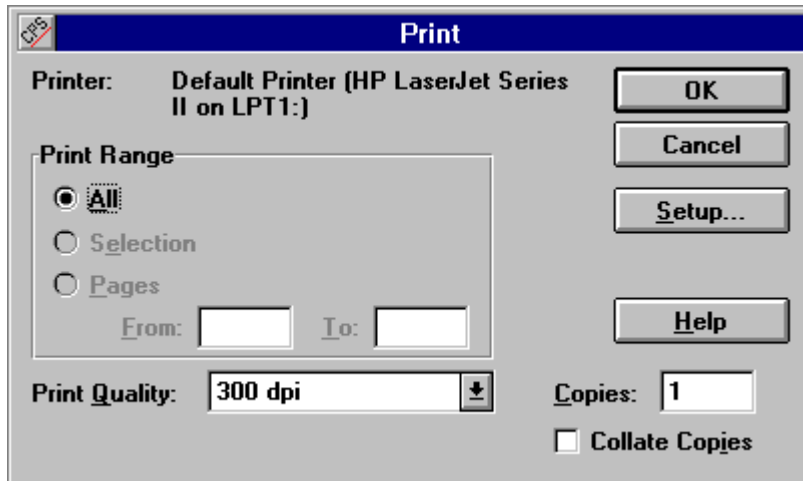 CPS
Print
Printer: Default Printer (HP LaserJet Series
II on LPT1:)
OK
Cancel
Print Range
All
Setup...
Selection
Pages
From: To:
Help
Print Quality: 300 dpi
Copies: 1
Collate Copies